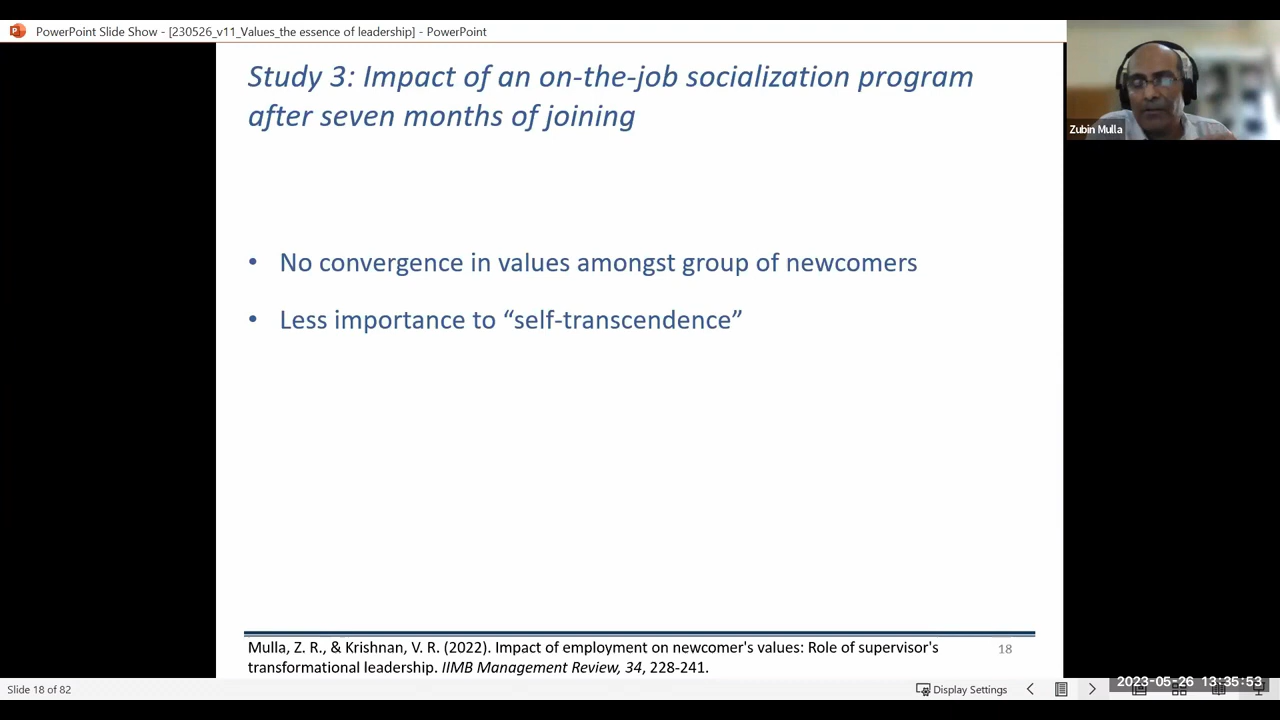 PowerPoint Slide Show - [230526_v11_Values_the essence of leadership] - PowerPoint
Study 3: Impact of an on-the-job socialization program
after seven months of joining
Zubin Mulla
• No convergence in values amongst group of newcomers
• Less importance to “self-transcendence”
Mulla, Z. R., & Krishnan, V. R. (2022). Impact of employment on newcomer's values: Role of supervisor's
transformational leadership. IIMB Management Review, 34, 228-241.
18
Slide 18 of 82
Display Settings
2023-05-26 13:35:53